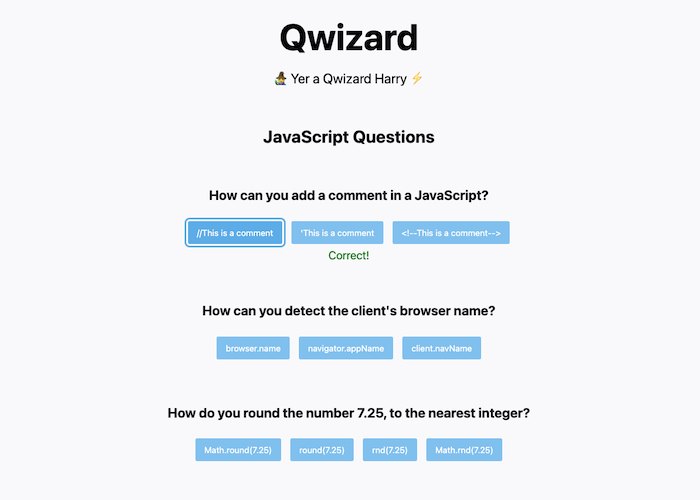 Qwizard
🧙‍♀️ Yer a Qwizard Harry ⚡
JavaScript Questions
How can you add a comment in a JavaScript?
//This is a comment 'This is a comment <!--This is a comment-->
Correct!
How can you detect the client's browser name?
browser.name navigator.appName client.navName
How do you round the number 7.25, to the nearest integer?
Math.round(7.25) round(7.25) rnd(7.25) Math.rnd(7.25)